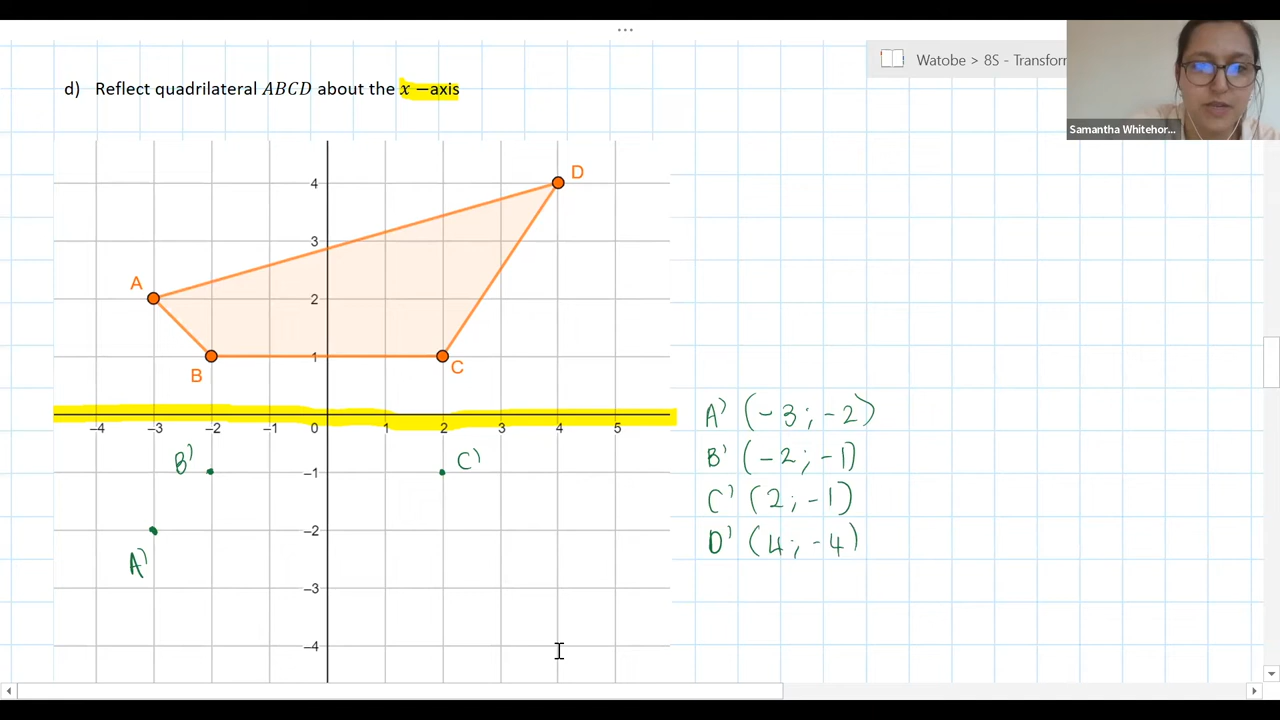 Watobe > 8S - Transfor
Samantha Whitehor...
d) Reflect quadrilateral ABCD about the x –axis
D
4
3
A
2
1
B
C
–4 –3 –2 –1 0 1 2 3 4 5
A' (-3 ; -2)
B' (-2 ; -1)
C' (2 ; -1)
D' (4 ; -4)
B'
C'
–1
–2
A'
–3
–4